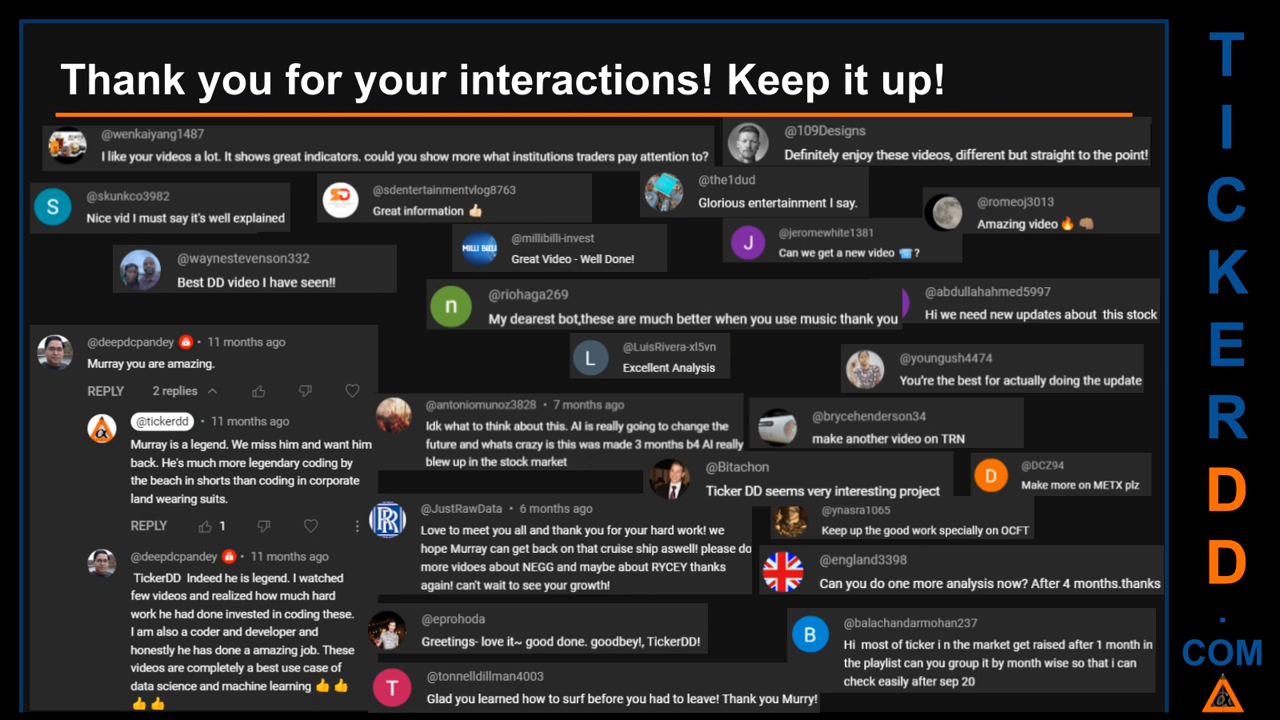 Thank you for your interactions! Keep it up!
@wenkaiyang1487
I like your videos a lot. It shows great indicators. could you show more what institutions traders pay attention to?
@109Designs
Definitely enjoy these videos, different but straight to the point!
@skunkco3982
Nice vid I must say it's well explained
@sdentertainmentvlog8763
Great information 👍🏻
@the1dud
Glorious entertainment I say.
@romeoj3013
Amazing video 🔥 👊🏽
@millibilli-invest
Great Video - Well Done!
@jeromewhite1381
Can we get a new video ?
@waynestevenson332
Best DD video I have seen!!
@riohaga269
My dearest bot,these are much better when you use music thank you
@abdullahahmed5997
Hi we need new updates about this stock
@LuisRivera-xl5vn
Excellent Analysis
@youngush4474
You're the best for actually doing the update
@deepdcpandey • 11 months ago
Murray you are amazing.
REPLY 2 replies
@tickerdd • 11 months ago
Murray is a legend. We miss him and want him
back. He's much more legendary coding by
the beach in shorts than coding in corporate
land wearing suits.
REPLY 1
@deepdcpandey • 11 months ago
TickerDD Indeed he is legend. I watched
few videos and realized how much hard
work he had done invested in coding these.
I am also a coder and developer and
honestly he has done a amazing job. These
videos are completely a best use case of
data science and machine learning 👍 👍
👍 👍
@antoniomunoz3828 • 7 months ago
Idk what to think about this. AI is really going to change the
future and whats crazy is this was made 3 months b4 AI really
blew up in the stock market
@brycehenderson34
make another video on TRN
@Bitachon
Ticker DD seems very interesting project
@DCZ94
Make more on METX plz
@JustRawData • 6 months ago
Love to meet you all and thank you for your hard work! we
hope Murray can get back on that cruise ship aswell! please do
more vidoes about NEGG and maybe about RYCEY thanks
again! can't wait to see your growth!
@ynasra1065
Keep up the good work specially on OCFT
@england3398
Can you do one more analysis now? After 4 months.thanks
@eprohoda
Greetings- love it~ good done. goodbey!, TickerDD!
@balachandarmohan237
Hi most of ticker i n the market get raised after 1 month in
the playlist can you group it by month wise so that i can
check easily after sep 20
@tonnelldillman4003
Glad you learned how to surf before you had to leave! Thank you Murry!
S
MILLI BILLI
J
n
L
D
B
T
T
I
C
K
E
R
D
D
.
COM